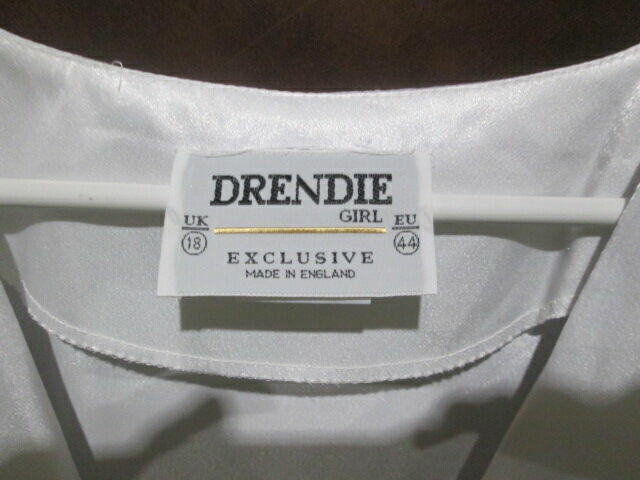 DRENDIE
GIRL
UK
18
EU
44
EXCLUSIVE
MADE IN ENGLAND